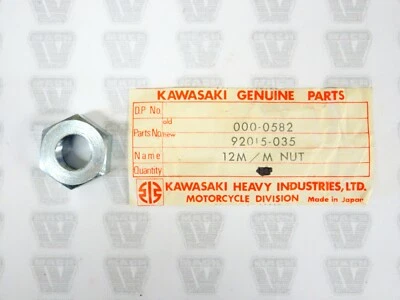 KAWASAKI GENUINE PARTS
D.P No.
old 000-0582
Parts No new 92015-035
Name 12M/M NUT
Quantity
KAWASAKI HEAVY INDUSTRIES, LTD.
MOTORCYCLE DIVISION Made in Japan